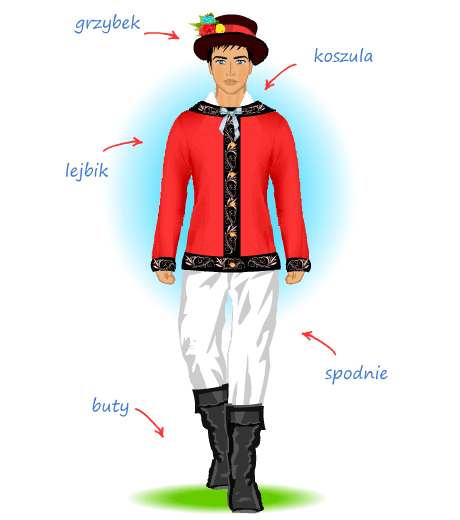 grzybek
koszula
lejbik
spodnie
buty